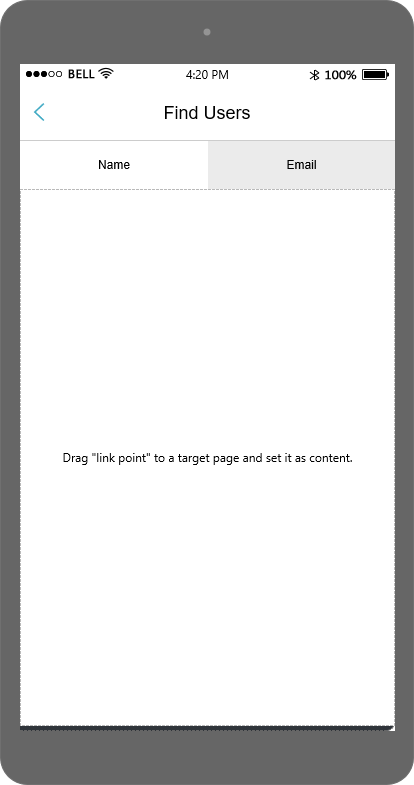 BELL 4:20 PM 100%
Find Users
Name Email
Drag "link point" to a target page and set it as content.